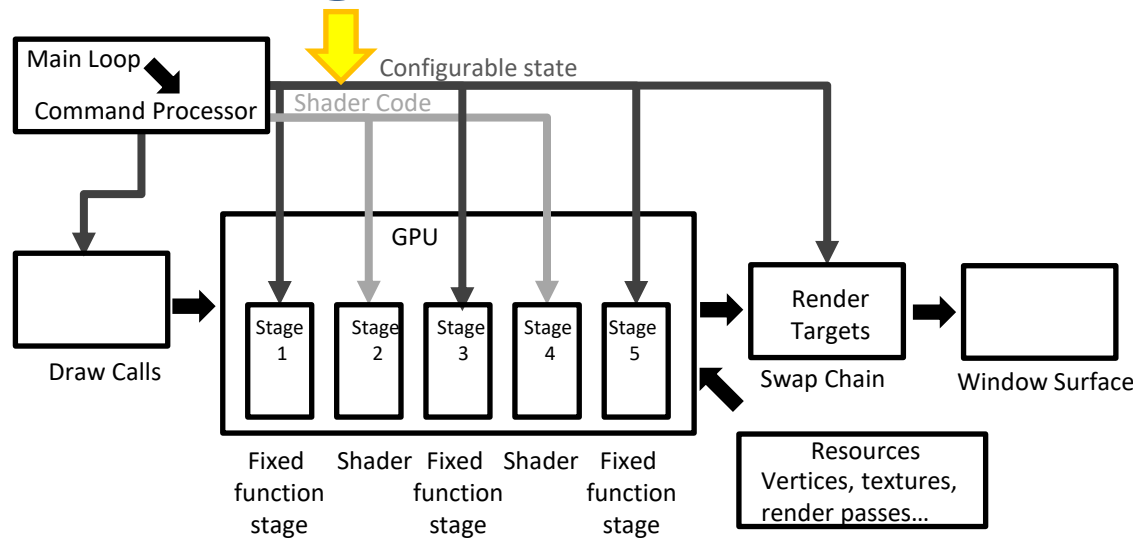 Main Loop
Command Processor
Configurable state
Shader Code
GPU
Stage
1
Stage
2
Stage
3
Stage
4
Stage
5
Render
Targets
Draw Calls
Swap Chain
Window Surface
Fixed
function
stage
Shader
Fixed
function
stage
Shader
Fixed
function
stage
Resources
Vertices, textures,
render passes…